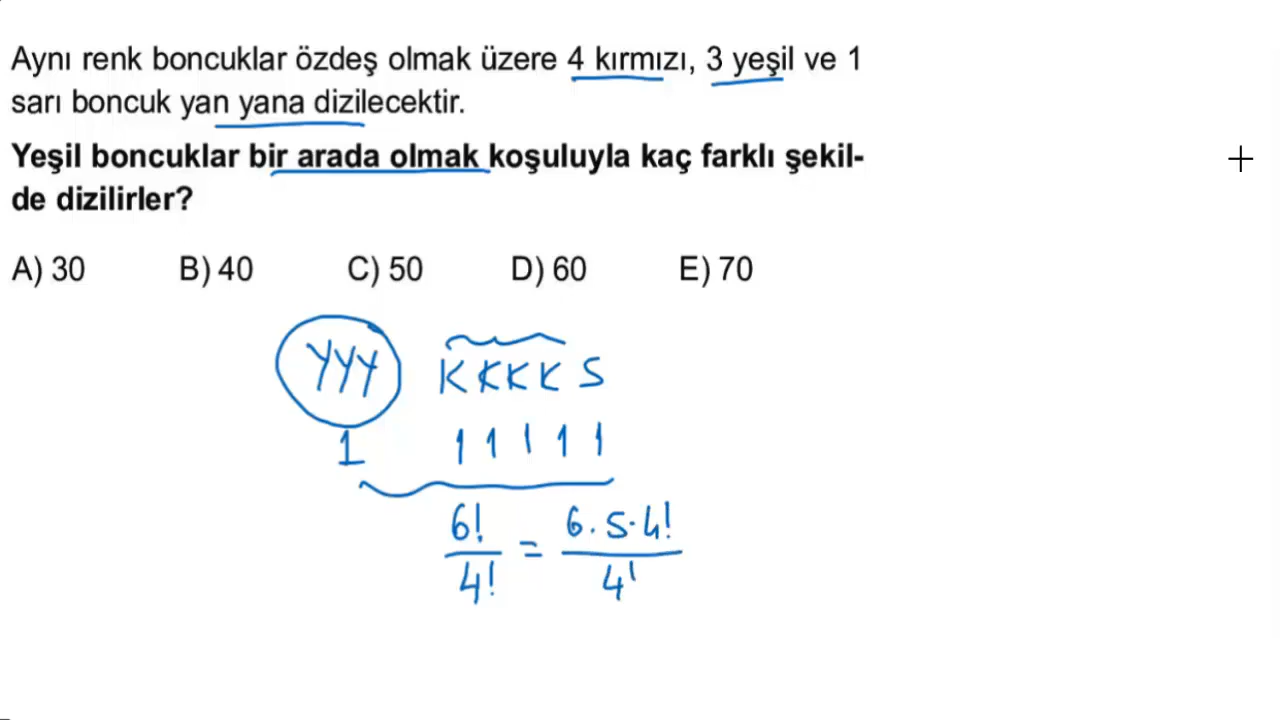 Aynı renk boncuklar özdeş olmak üzere 4 kırmızı, 3 yeşil ve 1
sarı boncuk yan yana dizilecektir.
Yeşil boncuklar bir arada olmak koşuluyla kaç farklı şekil-
de dizilirler?
A) 30 B) 40 C) 50 D) 60 E) 70
YYY K K K K S
1 1 1 1 1 1
6! / 4! = 6 . 5 . 4! / 4!